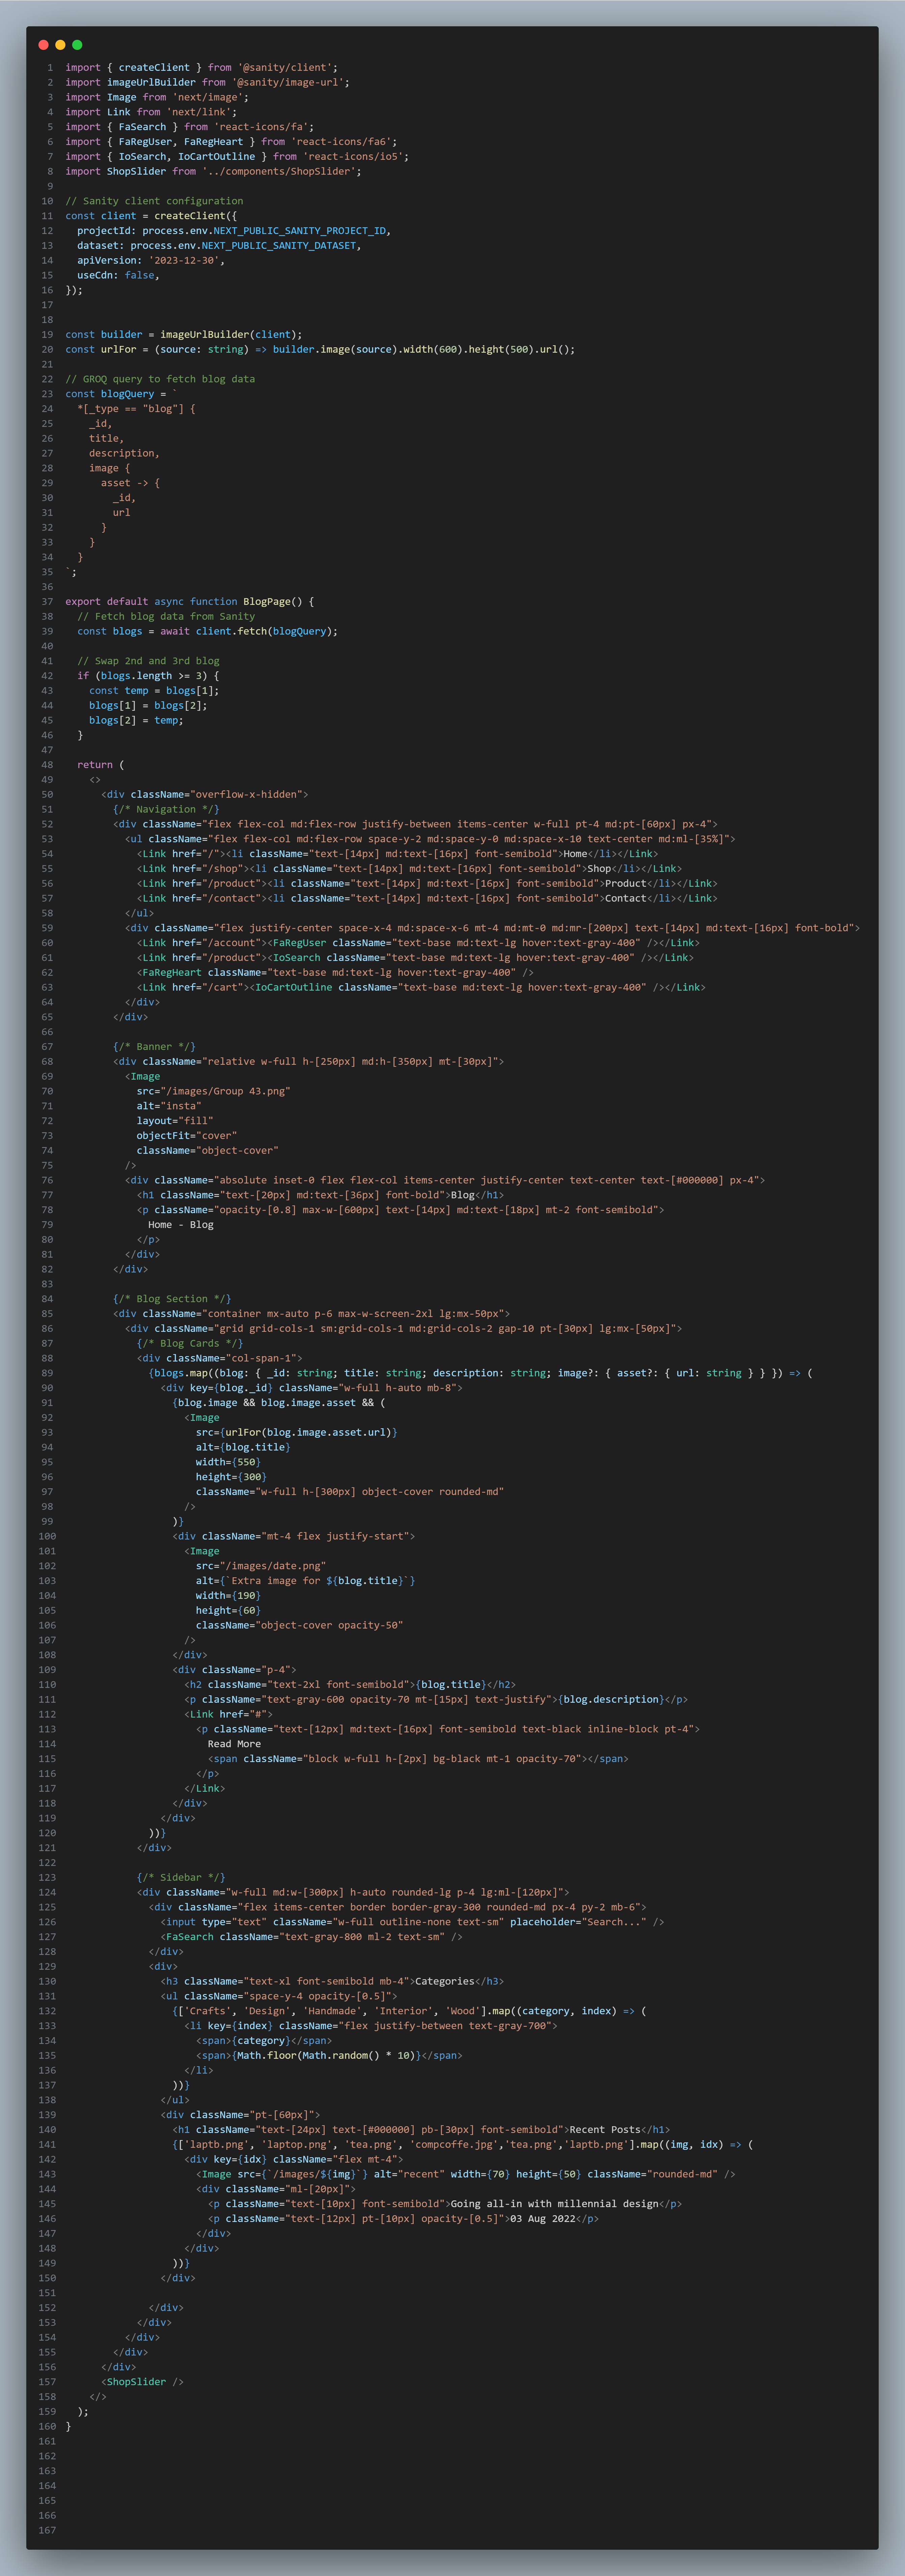 1 import { createClient } from '@sanity/client';
2 import imageUrlBuilder from '@sanity/image-url';
3 import Image from 'next/image';
4 import Link from 'next/link';
5 import { FaSearch } from 'react-icons/fa';
6 import { FaRegUser, FaRegHeart } from 'react-icons/fa6';
7 import { IoSearch, IoCartOutline } from 'react-icons/io5';
8 import ShopSlider from '../components/ShopSlider';
9
10 // Sanity client configuration
11 const client = createClient({
12   projectId: process.env.NEXT_PUBLIC_SANITY_PROJECT_ID,
13   dataset: process.env.NEXT_PUBLIC_SANITY_DATASET,
14   apiVersion: '2023-12-30',
15   useCdn: false,
16 });
17
18
19 const builder = imageUrlBuilder(client);
20 const urlFor = (source: string) => builder.image(source).width(600).height(500).url();
21
22 // GROQ query to fetch blog data
23 const blogQuery = `
24   *[_type == "blog"] {
25     _id,
26     title,
27     description,
28     image {
29       asset -> {
30         _id,
31         url
32       }
33     }
34   }
35 `;
36
37 export default async function BlogPage() {
38   // Fetch blog data from Sanity
39   const blogs = await client.fetch(blogQuery);
40
41   // Swap 2nd and 3rd blog
42   if (blogs.length >= 3) {
43     const temp = blogs[1];
44     blogs[1] = blogs[2];
45     blogs[2] = temp;
46   }
47
48   return (
49     <>
50       <div className="overflow-x-hidden">
51         {/* Navigation */}
52         <div className="flex flex-col md:flex-row justify-between items-center w-full pt-4 md:pt-[60px] px-4">
53           <ul className="flex flex-col md:flex-row space-y-2 md:space-y-0 md:space-x-10 text-center md:ml-[35%]">
54             <Link href="/"><li className="text-[14px] md:text-[16px] font-semibold">Home</li></Link>
55             <Link href="/shop"><li className="text-[14px] md:text-[16px] font-semibold">Shop</li></Link>
56             <Link href="/product"><li className="text-[14px] md:text-[16px] font-semibold">Product</li></Link>
57             <Link href="/contact"><li className="text-[14px] md:text-[16px] font-semibold">Contact</li></Link>
58           </ul>
59           <div className="flex justify-center space-x-4 md:space-x-6 mt-4 md:mt-0 md:mr-[200px] text-[14px] md:text-[16px] font-bold">
60             <Link href="/account"><FaRegUser className="text-base md:text-lg hover:text-gray-400" /></Link>
61             <Link href="/product"><IoSearch className="text-base md:text-lg hover:text-gray-400" /></Link>
62             <FaRegHeart className="text-base md:text-lg hover:text-gray-400" />
63             <Link href="/cart"><IoCartOutline className="text-base md:text-lg hover:text-gray-400" /></Link>
64           </div>
65         </div>
66
67         {/* Banner */}
68         <div className="relative w-full h-[250px] md:h-[350px] mt-[30px]">
69           <Image
70             src="/images/Group 43.png"
71             alt="insta"
72             layout="fill"
73             objectFit="cover"
74             className="object-cover"
75           />
76           <div className="absolute inset-0 flex flex-col items-center justify-center text-center text-[#000000] px-4">
77             <h1 className="text-[20px] md:text-[36px] font-bold">Blog</h1>
78             <p className="opacity-[0.8] max-w-[600px] text-[14px] md:text-[18px] mt-2 font-semibold">
79               Home - Blog
80             </p>
81           </div>
82         </div>
83
84         {/* Blog Section */}
85         <div className="container mx-auto p-6 max-w-screen-2xl lg:mx-50px">
86           <div className="grid grid-cols-1 sm:grid-cols-1 md:grid-cols-2 gap-10 pt-[30px] lg:mx-[50px]">
87             {/* Blog Cards */}
88             <div className="col-span-1">
89               {blogs.map((blog: { _id: string; title: string; description: string; image?: { asset?: { url: string } } }) => (
90                 <div key={blog._id} className="w-full h-auto mb-8">
91                   {blog.image && blog.image.asset && (
92                     <Image
93                       src={urlFor(blog.image.asset.url)}
94                       alt={blog.title}
95                       width={550}
96                       height={300}
97                       className="w-full h-[300px] object-cover rounded-md"
98                     />
99                   )}
100                   <div className="mt-4 flex justify-start">
101                     <Image
102                       src="/images/date.png"
103                       alt={`Extra image for ${blog.title}`}
104                       width={190}
105                       height={60}
106                       className="object-cover opacity-50"
107                     />
108                   </div>
109                   <div className="p-4">
110                     <h2 className="text-2xl font-semibold">{blog.title}</h2>
111                     <p className="text-gray-600 opacity-70 mt-[15px] text-justify">{blog.description}</p>
112                     <Link href="#">
113                       <p className="text-[12px] md:text-[16px] font-semibold text-black inline-block pt-4">
114                         Read More
115                         <span className="block w-full h-[2px] bg-black mt-1 opacity-70"></span>
116                       </p>
117                     </Link>
118                   </div>
119                 </div>
120               ))}
121             </div>
122
123             {/* Sidebar */}
124             <div className="w-full md:w-[300px] h-auto rounded-lg p-4 lg:ml-[120px]">
125               <div className="flex items-center border border-gray-300 rounded-md px-4 py-2 mb-6">
126                 <input type="text" className="w-full outline-none text-sm" placeholder="Search..." />
127                 <FaSearch className="text-gray-800 ml-2 text-sm" />
128               </div>
129               <div>
130                 <h3 className="text-xl font-semibold mb-4">Categories</h3>
131                 <ul className="space-y-4 opacity-[0.5]">
132                   {['Crafts', 'Design', 'Handmade', 'Interior', 'Wood'].map((category, index) => (
133                     <li key={index} className="flex justify-between text-gray-700">
134                       <span>{category}</span>
135                       <span>{Math.floor(Math.random() * 10)}</span>
136                     </li>
137                   ))}
138                 </ul>
139                 <div className="pt-[60px]">
140                   <h1 className="text-[24px] text-[#000000] pb-[30px] font-semibold">Recent Posts</h1>
141                   {['laptb.png', 'laptop.png', 'tea.png', 'compcoffe.jpg','tea.png','laptb.png'].map((img, idx) => (
142                     <div key={idx} className="flex mt-4">
143                       <Image src={`/images/${img}`} alt="recent" width={70} height={50} className="rounded-md" />
144                       <div className="ml-[20px]">
145                         <p className="text-[10px] font-semibold">Going all-in with millennial design</p>
146                         <p className="text-[12px] pt-[10px] opacity-[0.5]">03 Aug 2022</p>
147                       </div>
148                     </div>
149                   ))}
150                 </div>
151
152               </div>
153             </div>
154           </div>
155         </div>
156       </div>
157       <ShopSlider />
158     </>
159   );
160 }
161
162
163
164
165
166
167